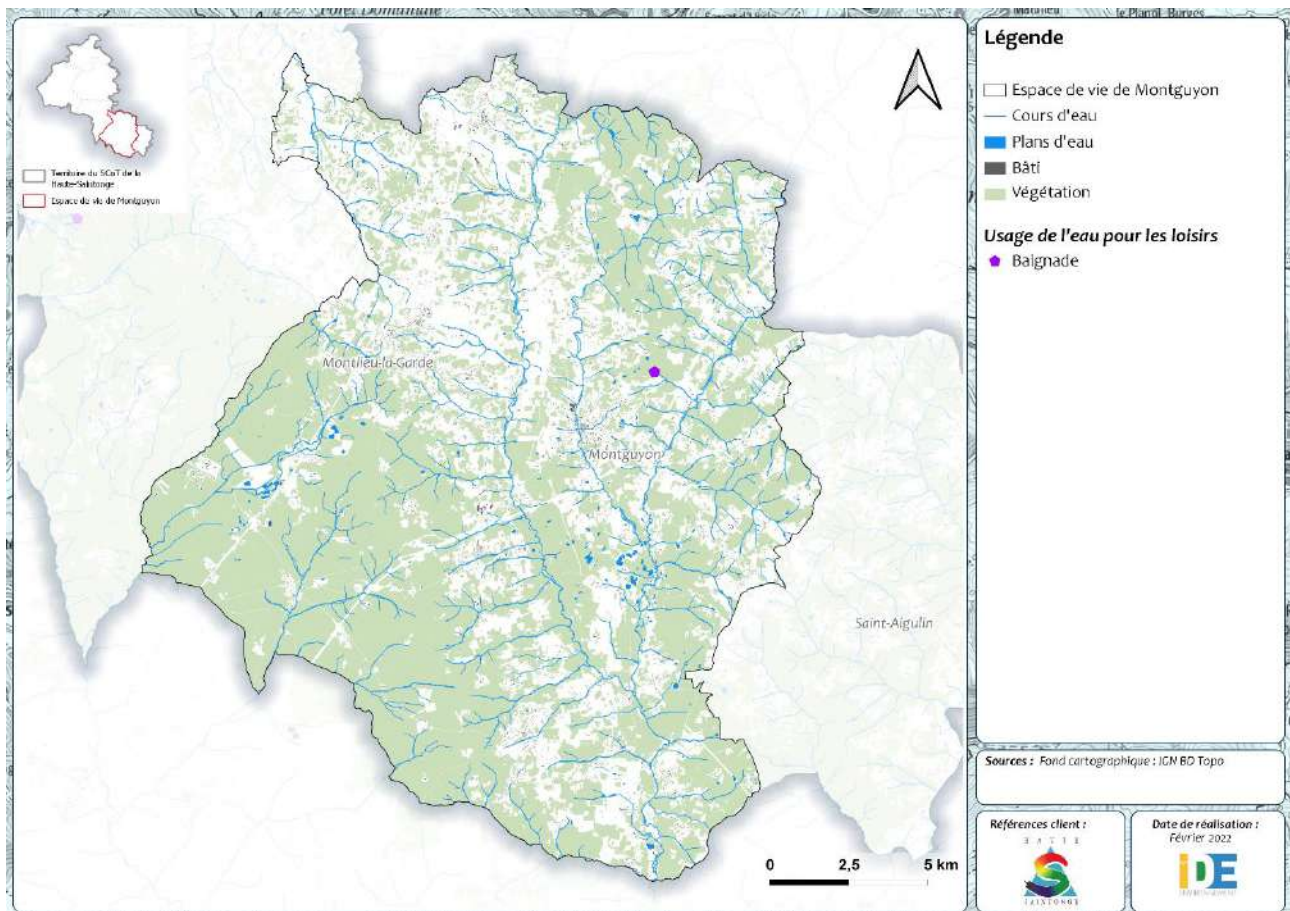 Territoire du SCoT de la
Haute-Saintonge
Espace de vie de Montguyon
Montlieu-la-Garde
Montguyon
Saint-Aigulin
0 2,5 5 km
Légende
Espace de vie de Montguyon
Cours d'eau
Plans d'eau
Bâti
Végétation
Usage de l'eau pour les loisirs
Baignade
Sources : Fond cartographique : IGN BD Topo
Références client :
Date de réalisation :
Février 2022
iDE